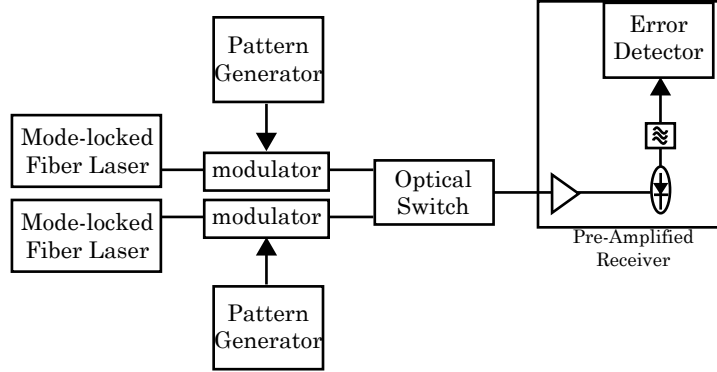 Pattern
Generator
Error
Detector
Mode-locked
Fiber Laser
modulator
Optical
Switch
Mode-locked
Fiber Laser
modulator
Pre-Amplified
Receiver
Pattern
Generator